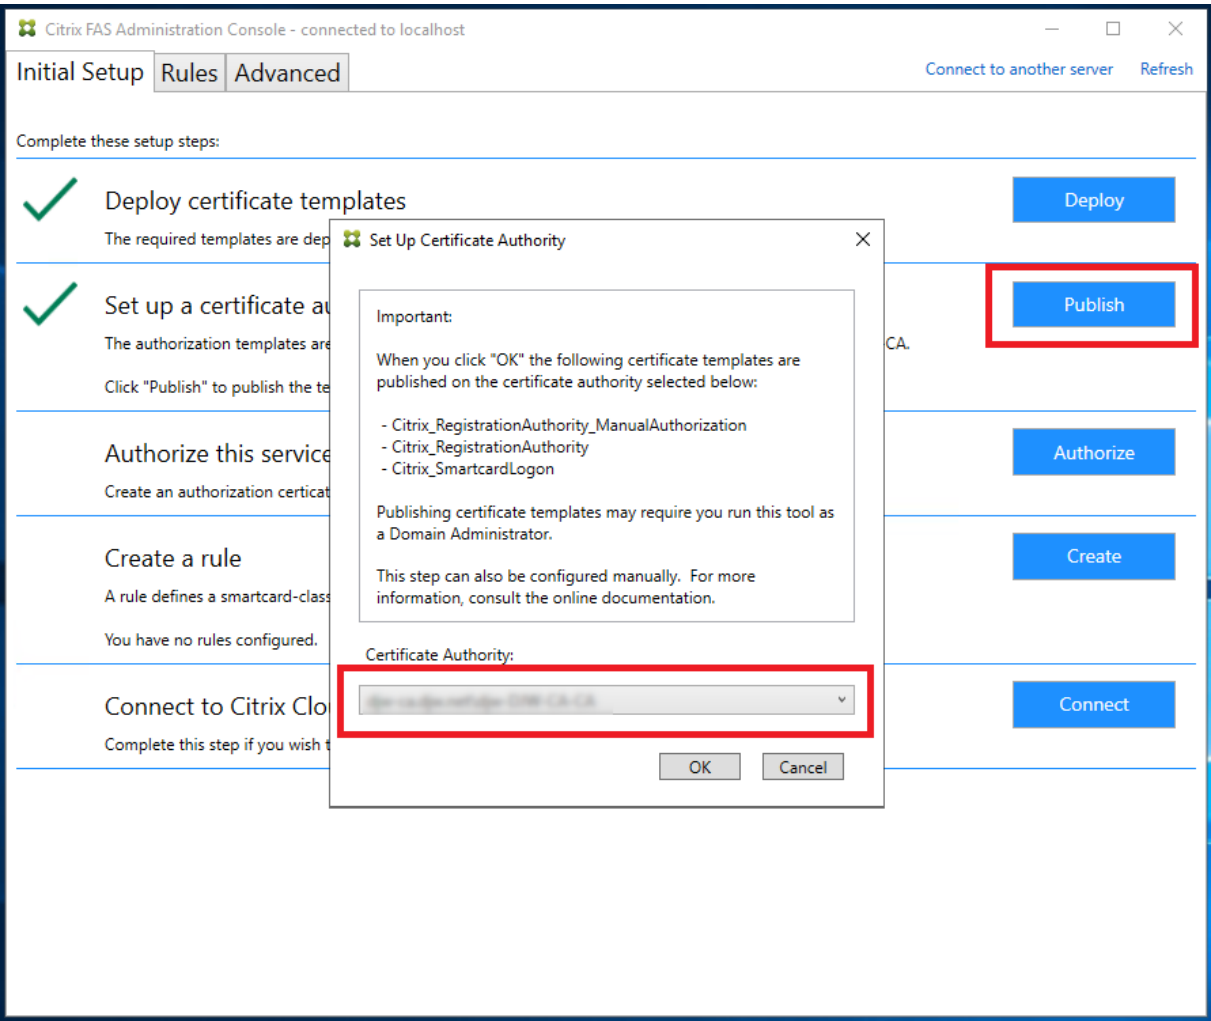 Citrix FAS Administration Console - connected to localhost
Initial Setup Rules Advanced Connect to another server Refresh
Complete these setup steps:
Deploy certificate templates
Deploy
The required templates are dep
Set up a certificate au
Publish
The authorization templates are CA.
Click "Publish" to publish the te
Authorize this service
Authorize
Create an authorization certicat
Create a rule
Create
A rule defines a smartcard-class
You have no rules configured.
Connect to Citrix Clou
Connect
Complete this step if you wish t
Set Up Certificate Authority
Important:
When you click "OK" the following certificate templates are
published on the certificate authority selected below:
- Citrix_RegistrationAuthority_ManualAuthorization
- Citrix_RegistrationAuthority
- Citrix_SmartcardLogon
Publishing certificate templates may require you run this tool as
a Domain Administrator.
This step can also be configured manually. For more
information, consult the online documentation.
Certificate Authority:
OK Cancel